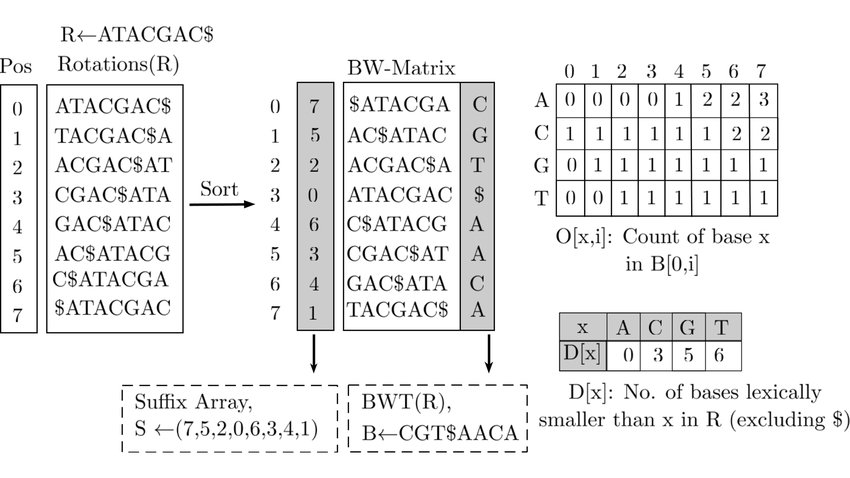 R←ATACGAC$
Pos Rotations(R) BW-Matrix
0 ATACGAC$ 0 7 $ATACGA C
1 TACGAC$A 1 5 AC$ATAC G
2 ACGAC$AT 2 2 ACGAC$A T
3 CGAC$ATA Sort 3 0 ATACGAC $
4 GAC$ATAC 4 6 C$ATACG A
5 AC$ATACG 5 3 CGAC$AT A
6 C$ATACGA 6 4 GAC$ATA C
7 $ATACGAC 7 1 TACGAC$ A
Suffix Array,
S ←(7,5,2,0,6,3,4,1)
BWT(R),
B←CGT$AACA
0 1 2 3 4 5 6 7
A 0 0 0 0 1 2 2 3
C 1 1 1 1 1 1 2 2
G 0 1 1 1 1 1 1 1
T 0 0 1 1 1 1 1 1
O[x,i]: Count of base x
in B[0,i]
x A C G T
D[x] 0 3 5 6
D[x]: No. of bases lexically
smaller than x in R (excluding $)